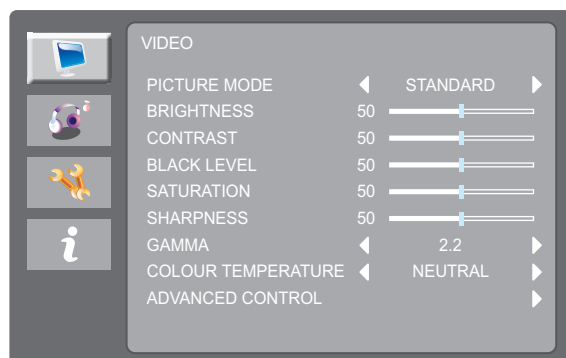 VIDEO
PICTURE MODE STANDARD
BRIGHTNESS 50
CONTRAST 50
BLACK LEVEL 50
SATURATION 50
SHARPNESS 50
GAMMA 2.2
COLOUR TEMPERATURE NEUTRAL
ADVANCED CONTROL
i